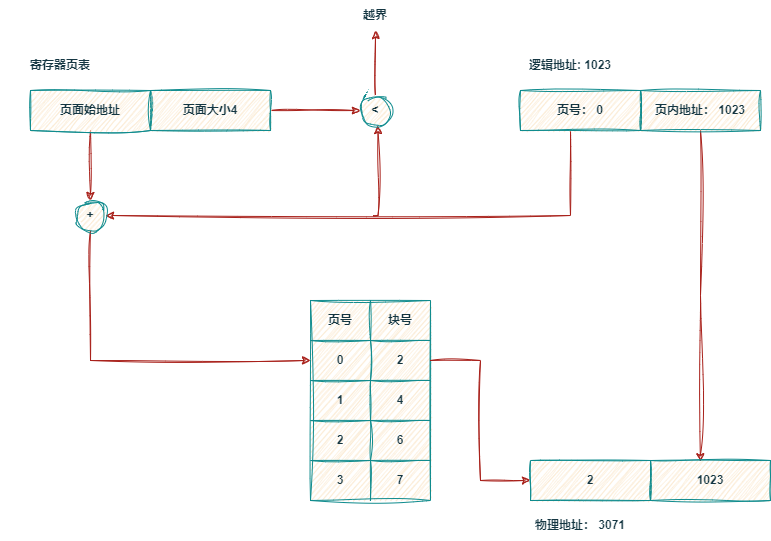 越界
寄存器页表
逻辑地址: 1023
页面始地址 页面大小4
<
页号: 0 页内地址: 1023
+
页号 块号
0 2
1 4
2 6
3 7
2 1023
物理地址: 3071